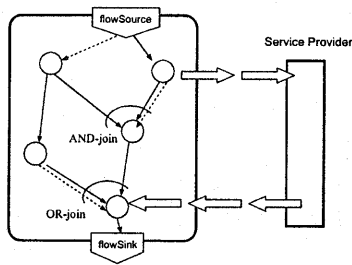 flowSource
Service Provider
AND-join
OR-join
flowSink